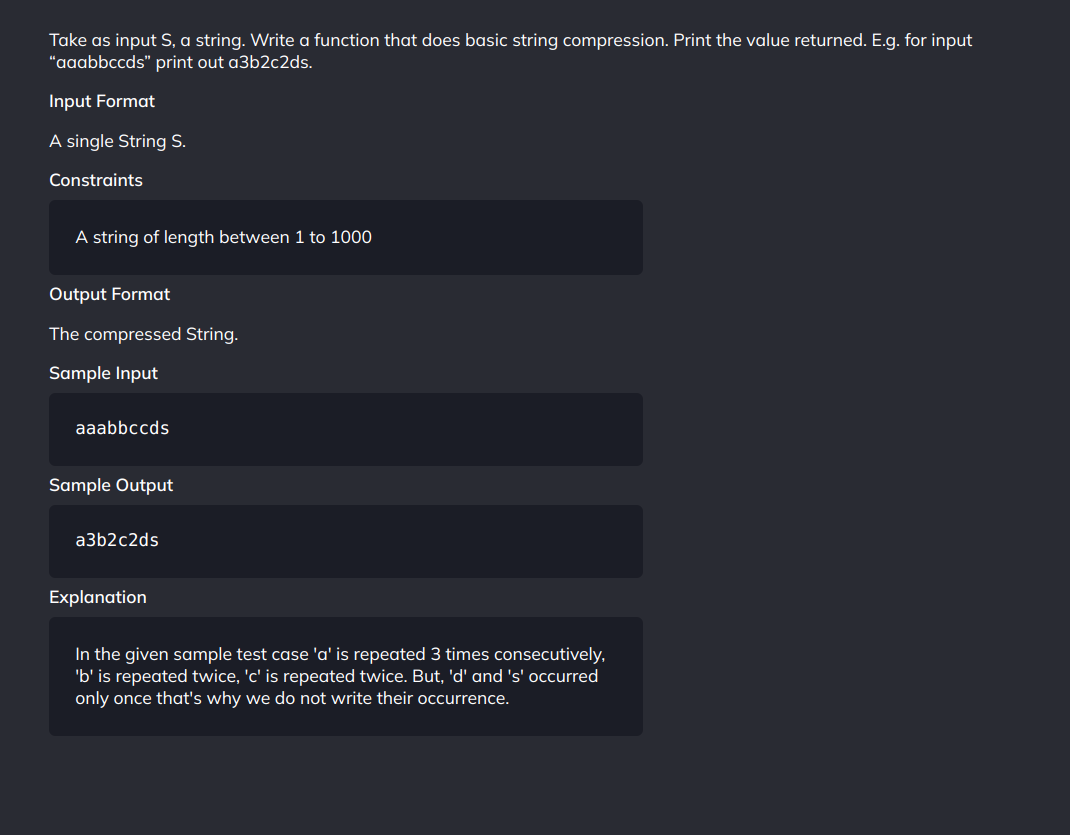 Take as input S, a string. Write a function that does basic string compression. Print the value returned. E.g. for input
“aaabbccds” print out a3b2c2ds.
Input Format
A single String S.
Constraints
A string of length between 1 to 1000
Output Format
The compressed String.
Sample Input
aaabbccds
Sample Output
a3b2c2ds
Explanation
In the given sample test case 'a' is repeated 3 times consecutively,
'b' is repeated twice, 'c' is repeated twice. But, 'd' and 's' occurred
only once that's why we do not write their occurrence.